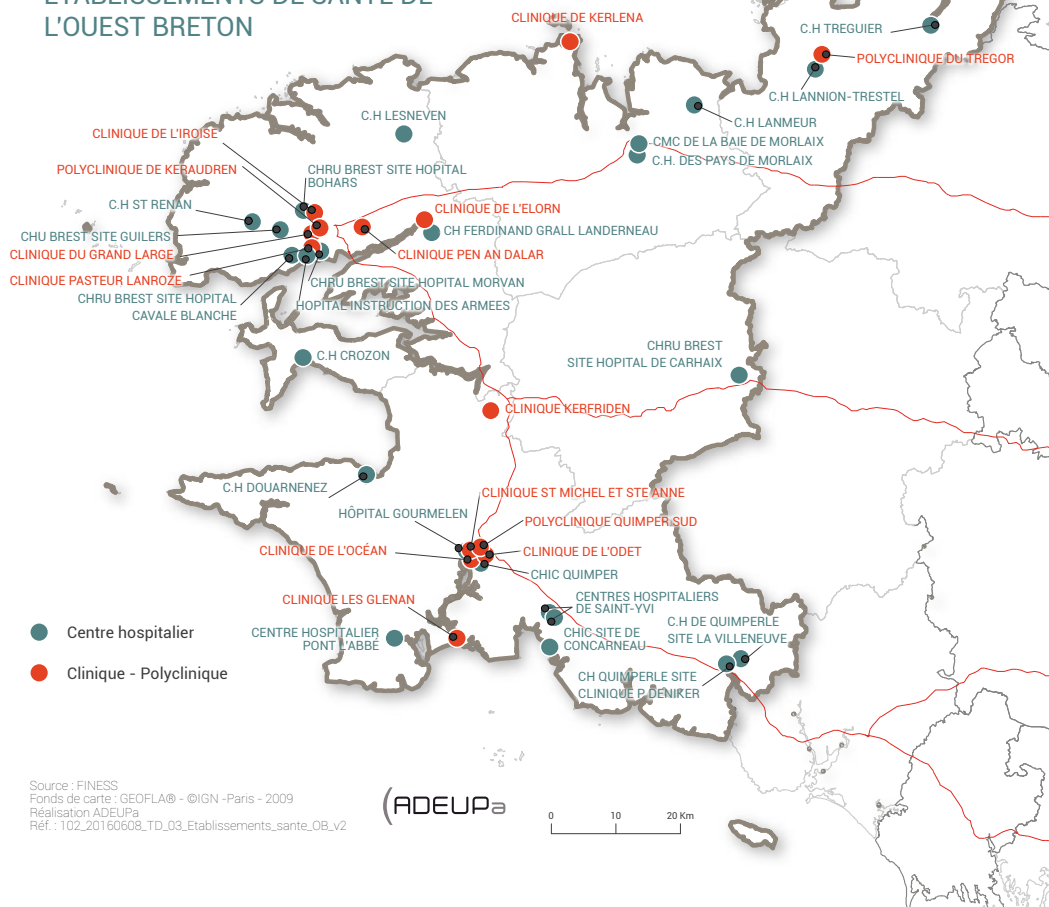 ÉTABLISSEMENTS DE SANTÉ DE
L'OUEST BRETON
CLINIQUE DE KERLENA
C.H TREGUIER
POLYCLINIQUE DU TREGOR
C.H LANNION-TRESTEL
C.H LESNEVEN
C.H LANMEUR
CLINIQUE DE L'IROISE
CMC DE LA BAIE DE MORLAIX
C.H. DES PAYS DE MORLAIX
POLYCLINIQUE DE KERAUDREN
CHRU BREST SITE HOPITAL
BOHARS
C.H ST RENAN
CLINIQUE DE L'ELORN
CHU BREST SITE GUILERS
CH FERDINAND GRALL LANDERNEAU
CLINIQUE DU GRAND LARGE
CLINIQUE PEN AN DALAR
CLINIQUE PASTEUR LANROZE
CHRU BREST SITE HOPITAL MORVAN
CHRU BREST SITE HOPITAL
CAVALE BLANCHE
HOPITAL INSTRUCTION DES ARMEES
C.H CROZON
CHRU BREST
SITE HOPITAL DE CARHAIX
CLINIQUE KERFRIDEN
C.H DOUARNENEZ
CLINIQUE ST MICHEL ET STE ANNE
HÔPITAL GOURMELEN
POLYCLINIQUE QUIMPER SUD
CLINIQUE DE L'OCÉAN
CLINIQUE DE L'ODET
CHIC QUIMPER
CLINIQUE LES GLENAN
CENTRES HOSPITALIERS
DE SAINT-YVI
C.H DE QUIMPERLE
SITE LA VILLENEUVE
Centre hospitalier
CENTRE HOSPITALIER
PONT L'ABBÉ
CHIC SITE DE
CONCARNEAU
Clinique - Polyclinique
CH QUIMPERLE SITE
CLINIQUE P DENIKER
Source : FINESS
Fonds de carte : GEOFLA® - ©IGN -Paris - 2009
Réalisation ADEUPa
Réf. : 102_20160608_TD_03_Etablissements_sante_OB_v2
ADEUPa
0 10 20 Km